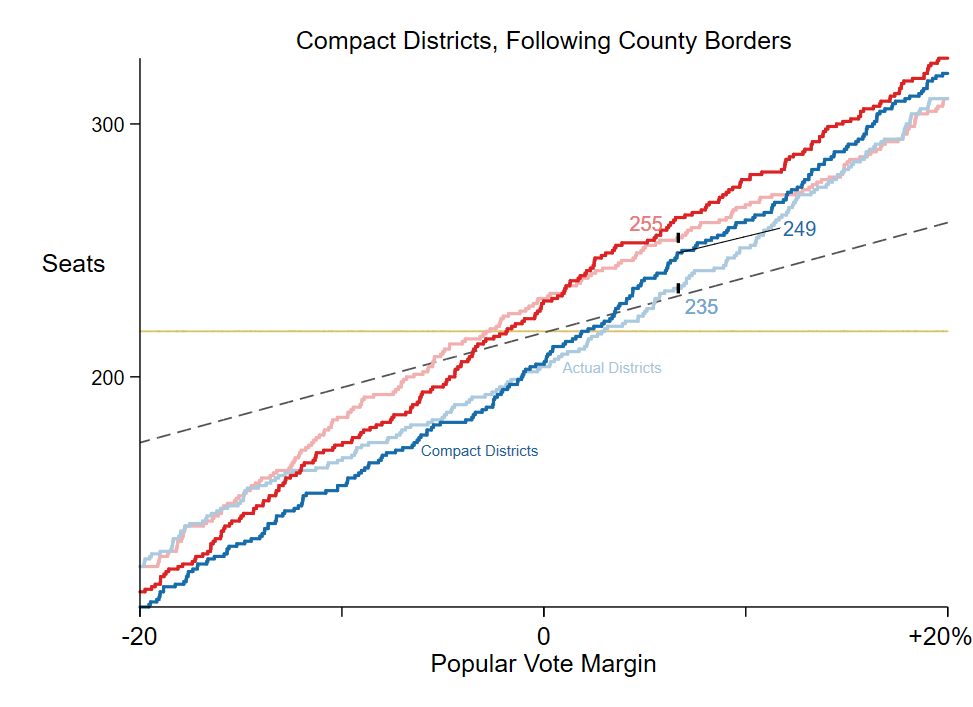 Compact Districts, Following County Borders
300
255
249
Seats
235
Actual Districts
200
Compact Districts
-20
0
+20%
Popular Vote Margin